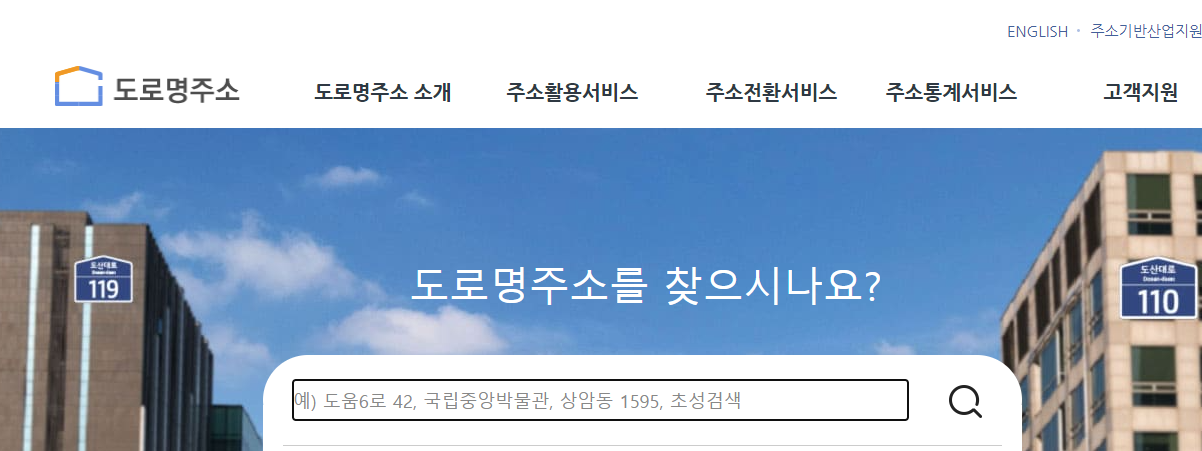 ENGLISH • 주소기반산업지원
도로명주소 도로명주소 소개 주소활용서비스 주소전환서비스 주소통계서비스 고객지원
도산대로
Dosan-daero
119
도로명주소를 찾으시나요?
도산대로
Dosan-daero
110
예) 도움6로 42, 국립중앙박물관, 상암동 1595, 초성검색